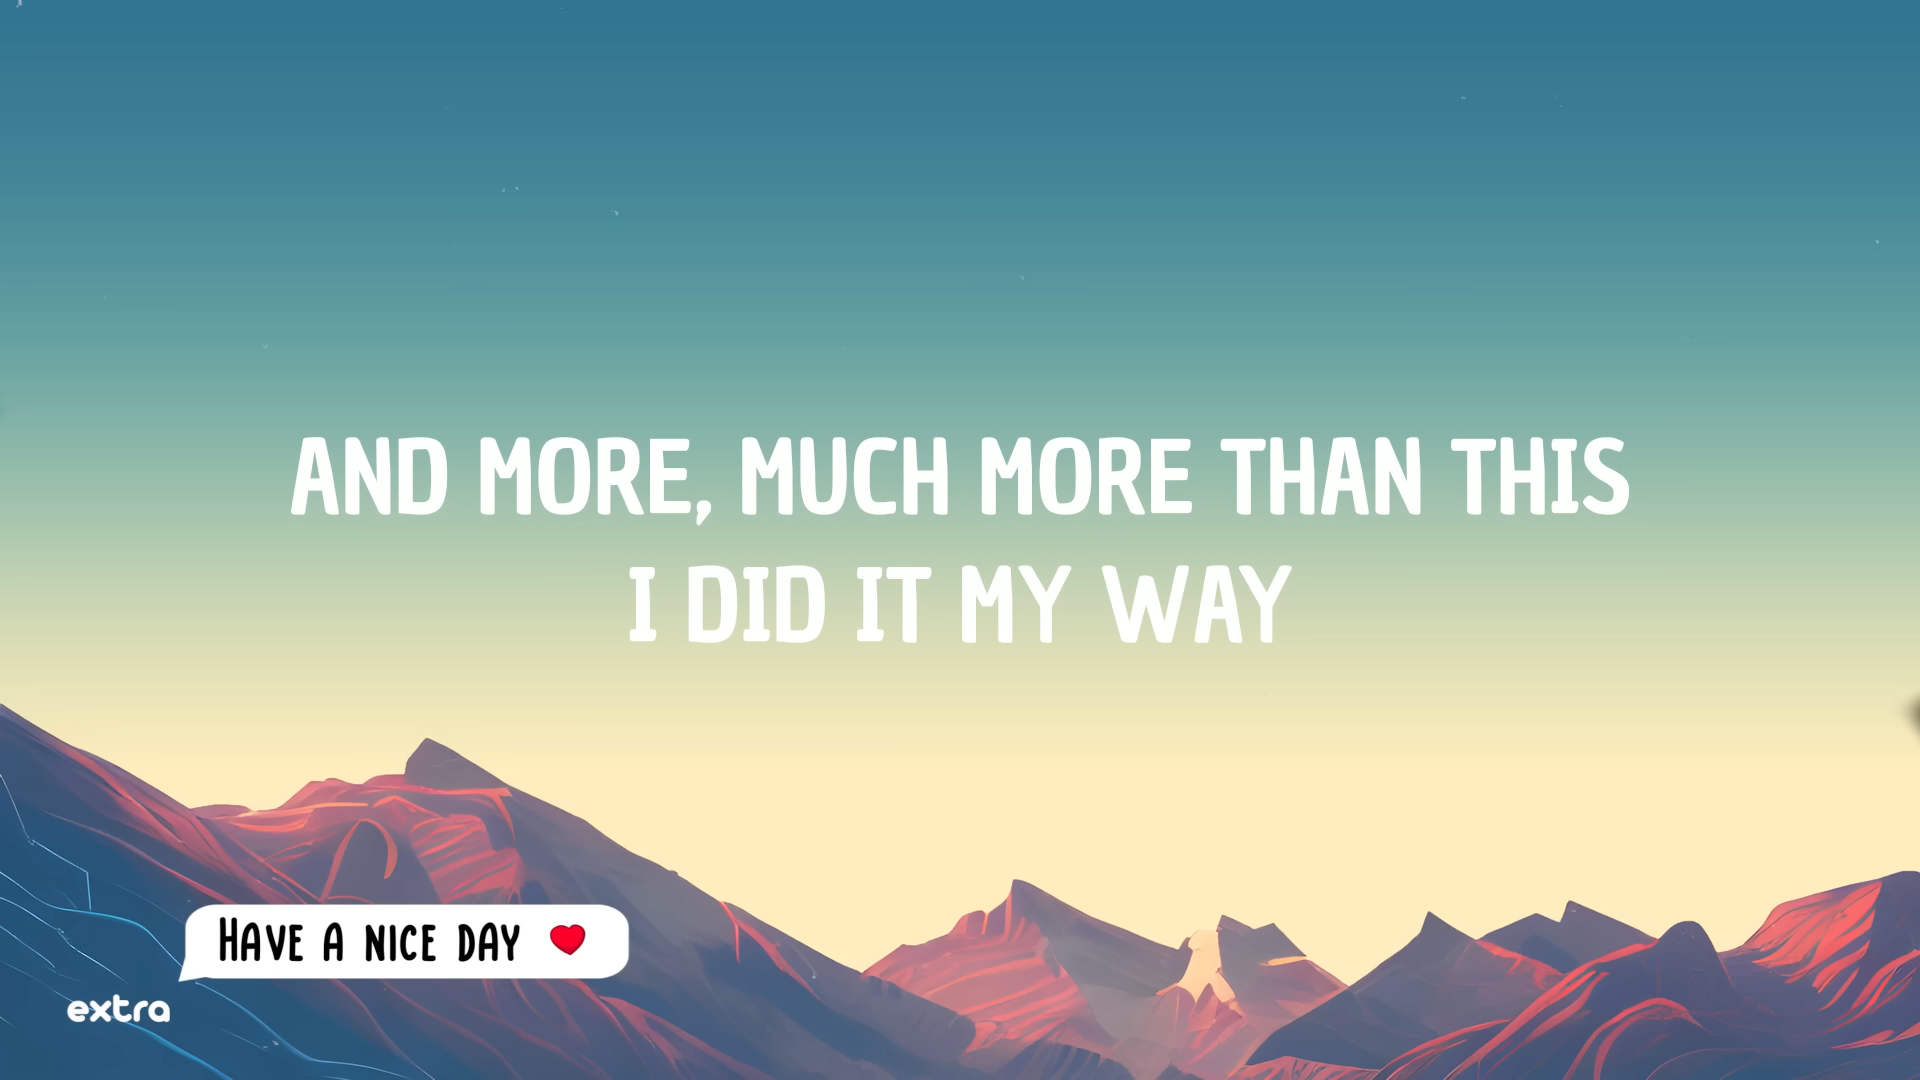 AND MORE, MUCH MORE THAN THIS
I DID IT MY WAY
HAVE A NICE DAY ❤️
extra